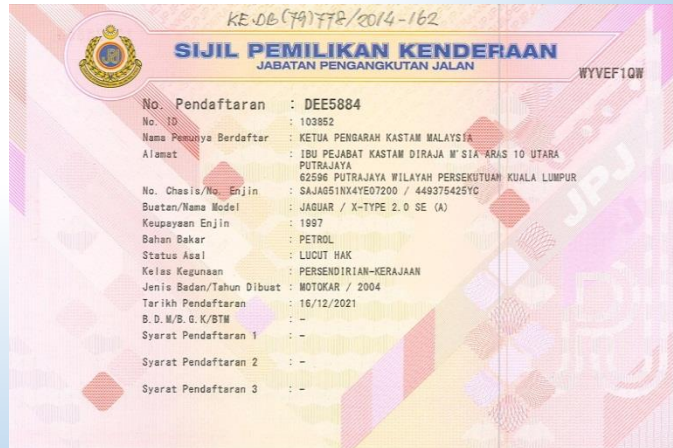 KE.DB(79)778/2014-162
SIJIL PEMILIKAN KENDERAAN
JABATAN PENGANGKUTAN JALAN
WYVEF1QW
No. Pendaftaran : DEE5884
No. ID : 103852
Nama Pemunya Berdaftar : KETUA PENGARAH KASTAM MALAYSIA
Alamat : IBU PEJABAT KASTAM DIRAJA M'SIA ARAS 10 UTARA
PUTRAJAYA
62596 PUTRAJAYA WILAYAH PERSEKUTUAN KUALA LUMPUR
No. Chasis/No. Enjin : SAJAG51NX4YE07200 / 449375425YC
Buatan/Nama Model : JAGUAR / X-TYPE 2.0 SE (A)
Keupayaan Enjin : 1997
Bahan Bakar : PETROL
Status Asal : LUCUT HAK
Kelas Kegunaan : PERSENDIRIAN-KERAJAAN
Jenis Badan/Tahun Dibuat : MOTOKAR / 2004
Tarikh Pendaftaran : 16/12/2021
B.D.M/B.G.K/BTM : -
Syarat Pendaftaran 1 : -
Syarat Pendaftaran 2 : -
Syarat Pendaftaran 3 : -
JPJ